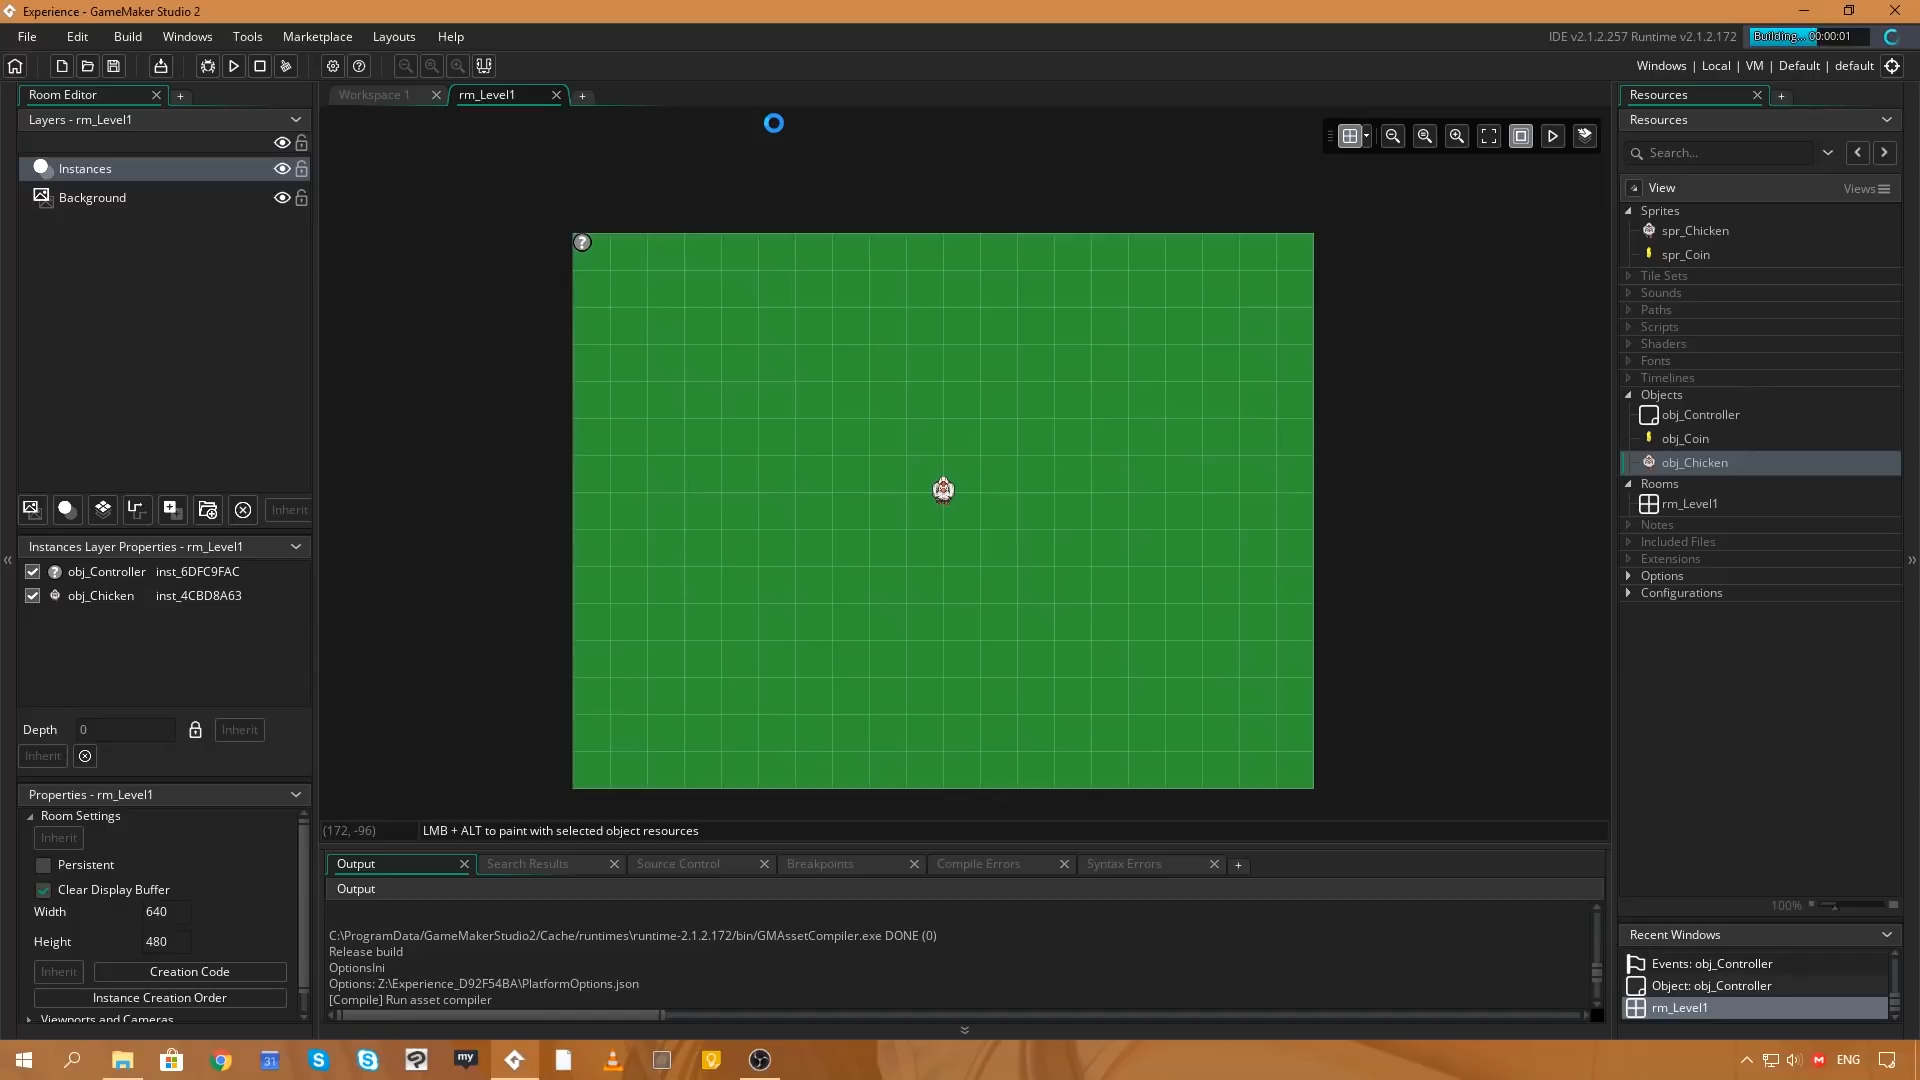 Experience - GameMaker Studio 2
File Edit Build Windows Tools Marketplace Layouts Help
IDE v2.1.2.257 Runtime v2.1.2.172
Building... 00:00:01
Windows | Local | VM | Default | default
Room Editor
Workspace 1
rm_Level1
Resources
Layers - rm_Level1
Resources
Search...
Instances
View
Views
Background
Sprites
spr_Chicken
spr_Coin
Tile Sets
Sounds
Paths
Scripts
Shaders
Fonts
Timelines
Objects
obj_Controller
obj_Coin
obj_Chicken
Rooms
rm_Level1
Notes
Included Files
Extensions
Options
Configurations
Inherit
Instances Layer Properties - rm_Level1
obj_Controller inst_6DFC9FAC
obj_Chicken inst_4CBD8A63
Depth 0 Inherit
Inherit
Properties - rm_Level1
Room Settings
Inherit
Persistent
Clear Display Buffer
Width 640
Height 480
Inherit Creation Code
Instance Creation Order
Viewports and Cameras
(172, -96) LMB + ALT to paint with selected object resources
Output Search Results Source Control Breakpoints Compile Errors Syntax Errors
Output
C:\ProgramData/GameMakerStudio2/Cache/runtimes\runtime-2.1.2.172/bin/GMAssetCompiler.exe DONE (0)
Release build
OptionsIni
Options: Z:\Experience_D92F54BA\PlatformOptions.json
[Compile] Run asset compiler
100%
Recent Windows
Events: obj_Controller
Object: obj_Controller
rm_Level1
31
my
ENG